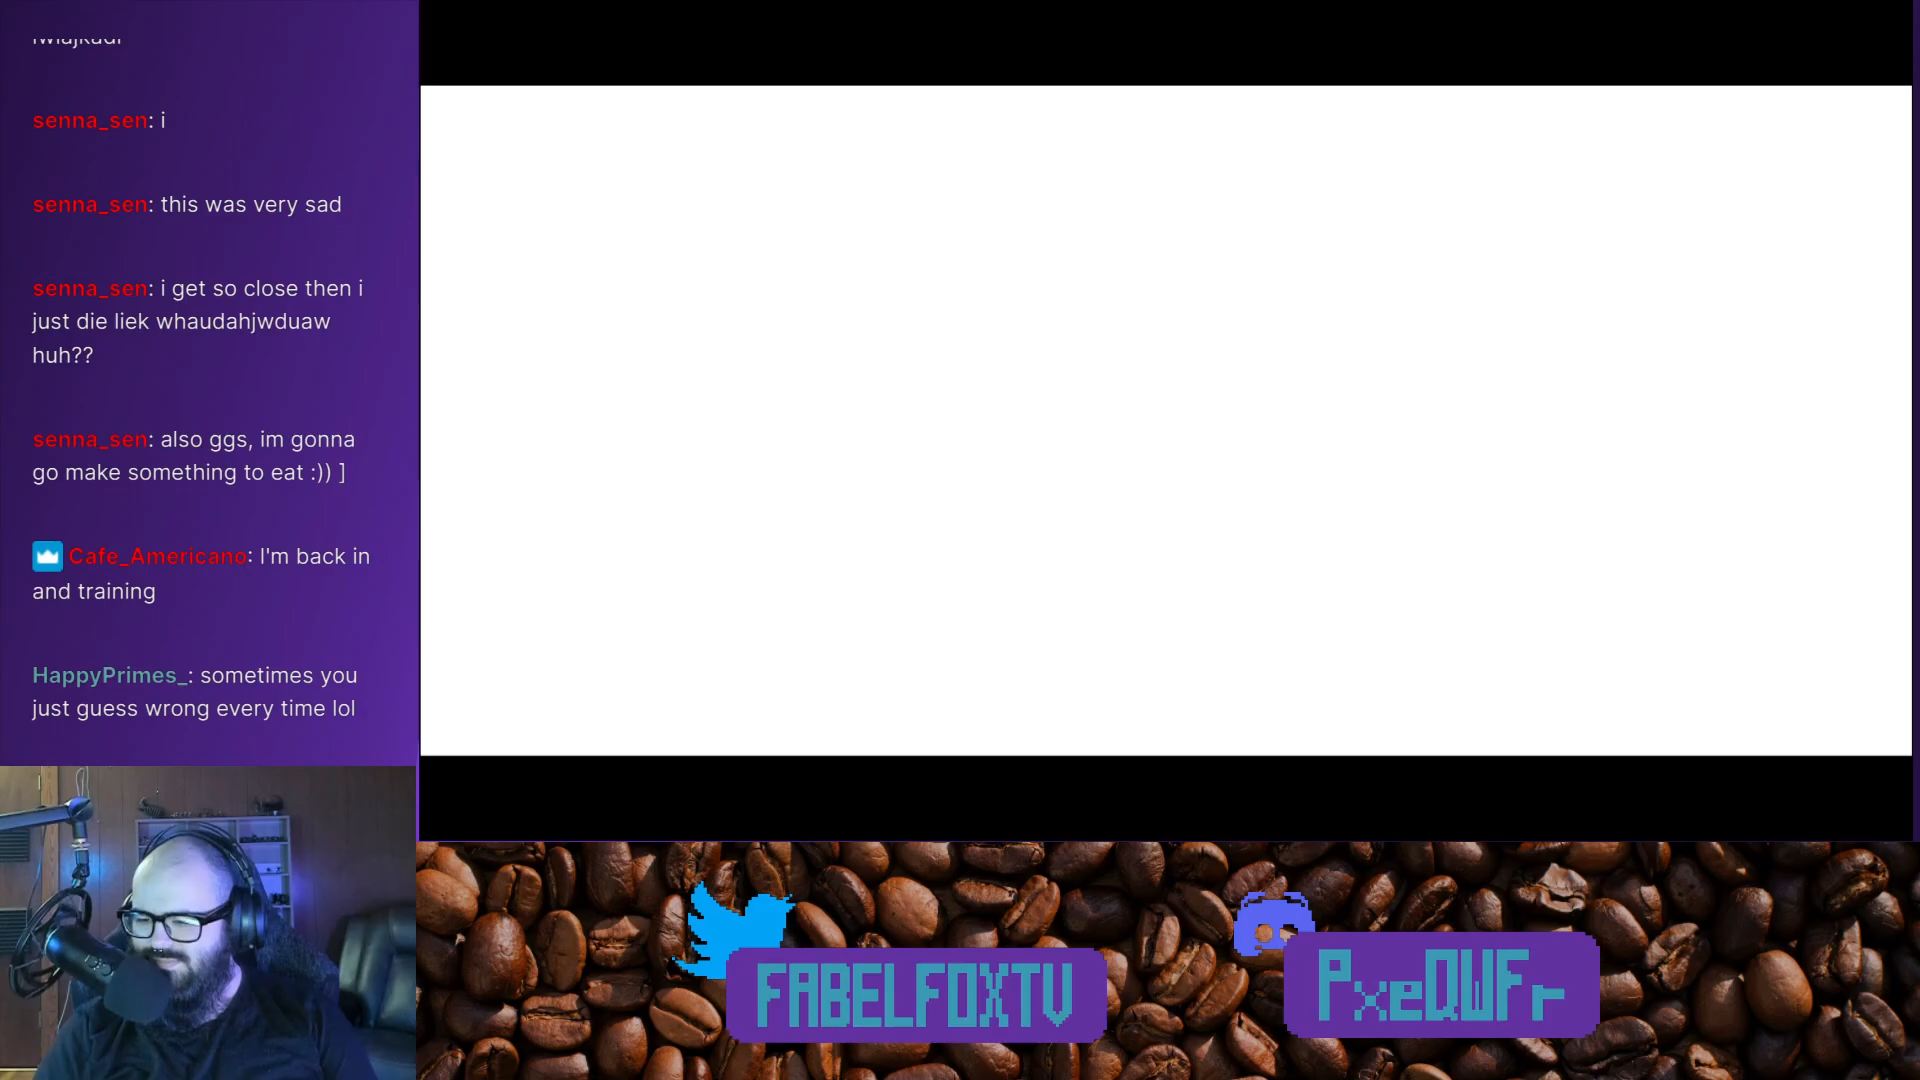 senna_sen: i
senna_sen: this was very sad
senna_sen: i get so close then i
just die liek whaudahjwduaw
huh??
senna_sen: also ggs, im gonna
go make something to eat :)) ]
Cafe_Americano: I'm back in
and training
HappyPrimes_: sometimes you
just guess wrong every time lol
FABELFOXTV
PxeQWFr